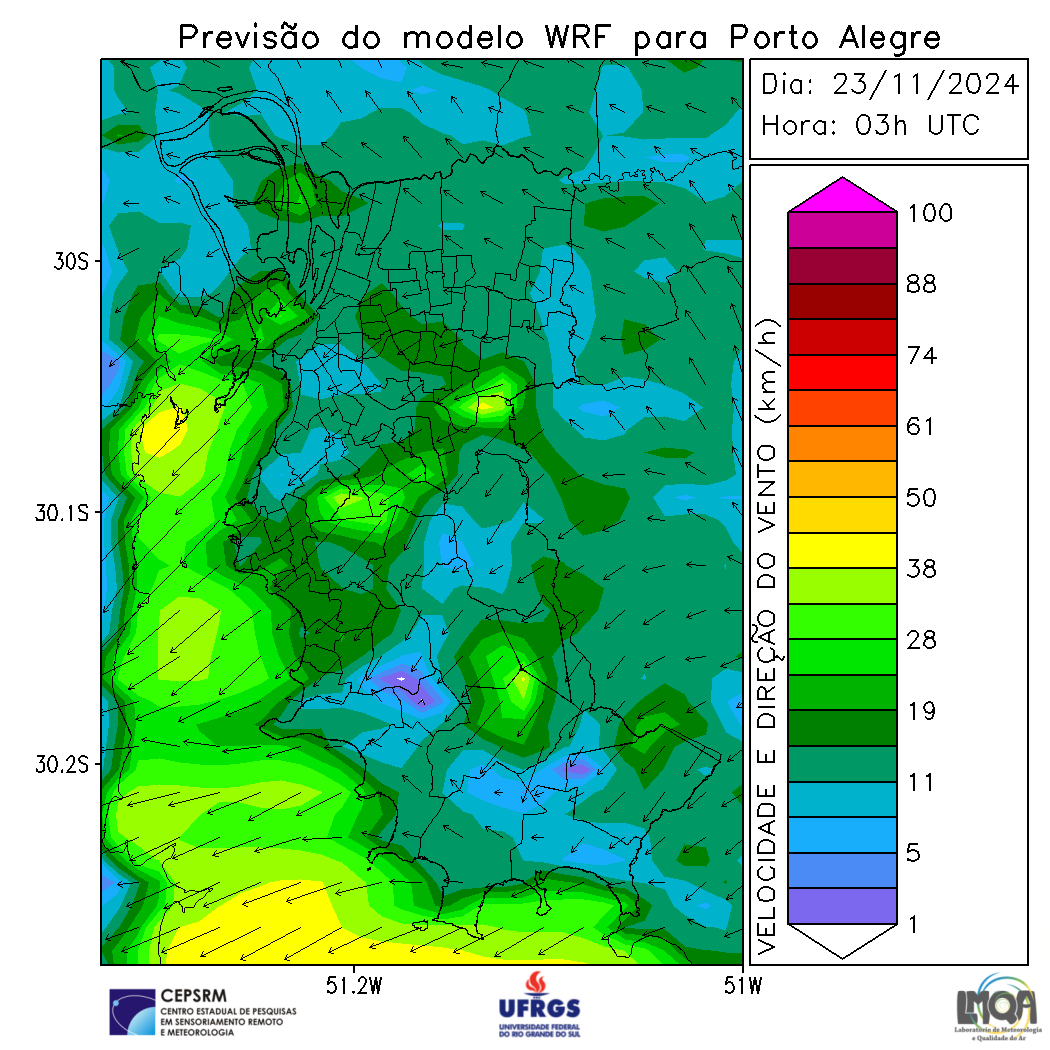 Previsão do modelo WRF para Porto Alegre
Dia: 23/11/2024
Hora: 03h UTC
30S
30.1S
30.2S
51.2W
51W
VELOCIDADE E DIREÇÃO DO VENTO (km/h)
100
88
74
61
50
38
28
19
11
5
1
CEPSRM
CENTRO ESTADUAL DE PESQUISAS
EM SENSORIAMENTO REMOTO
E METEOROLOGIA
UFRGS
UNIVERSIDADE FEDERAL
DO RIO GRANDE DO SUL
LMQA
Laboratório de Meteorologia
e Qualidade do Ar